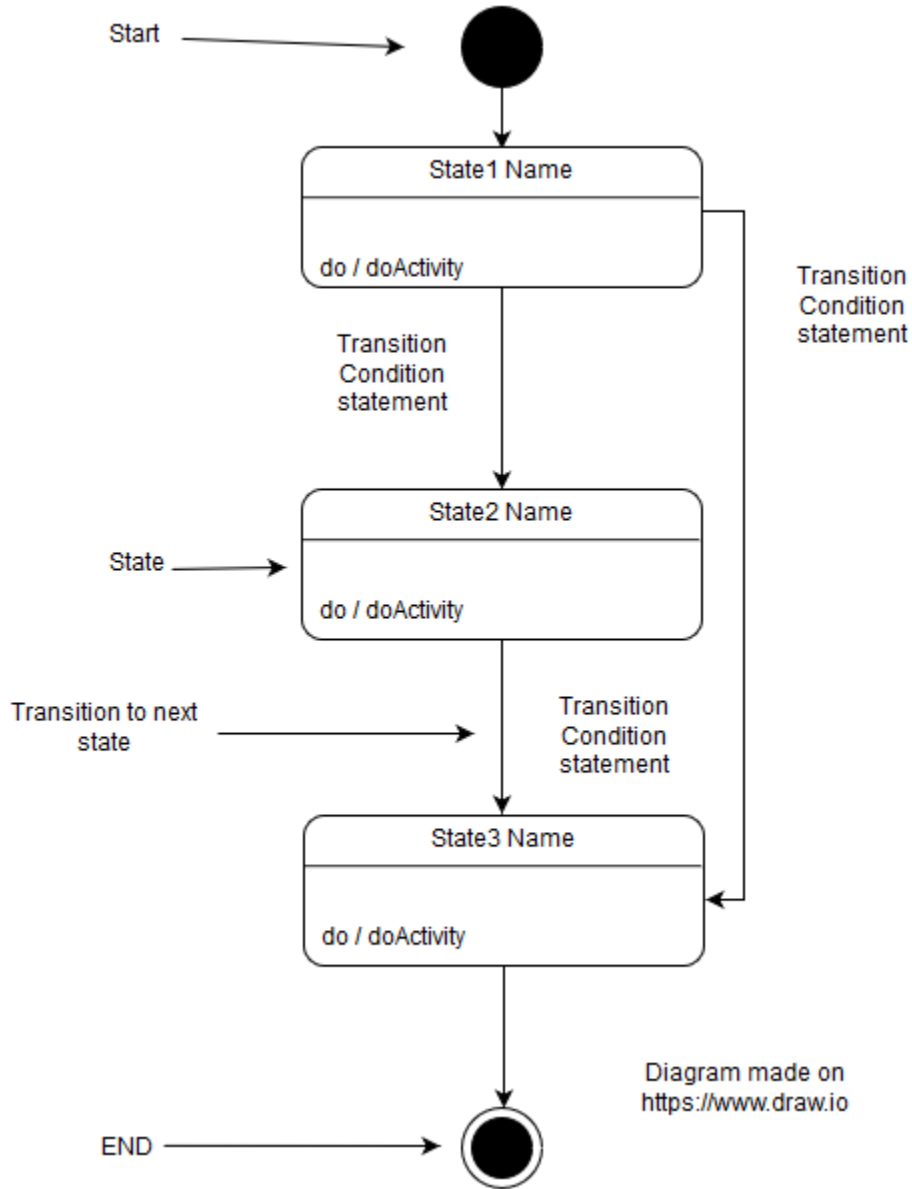 Start
State1 Name
do / doActivity
Transition
Condition
statement
Transition
Condition
statement
State2 Name
State
do / doActivity
Transition to next
state
Transition
Condition
statement
State3 Name
do / doActivity
Diagram made on
https://www.draw.io
END